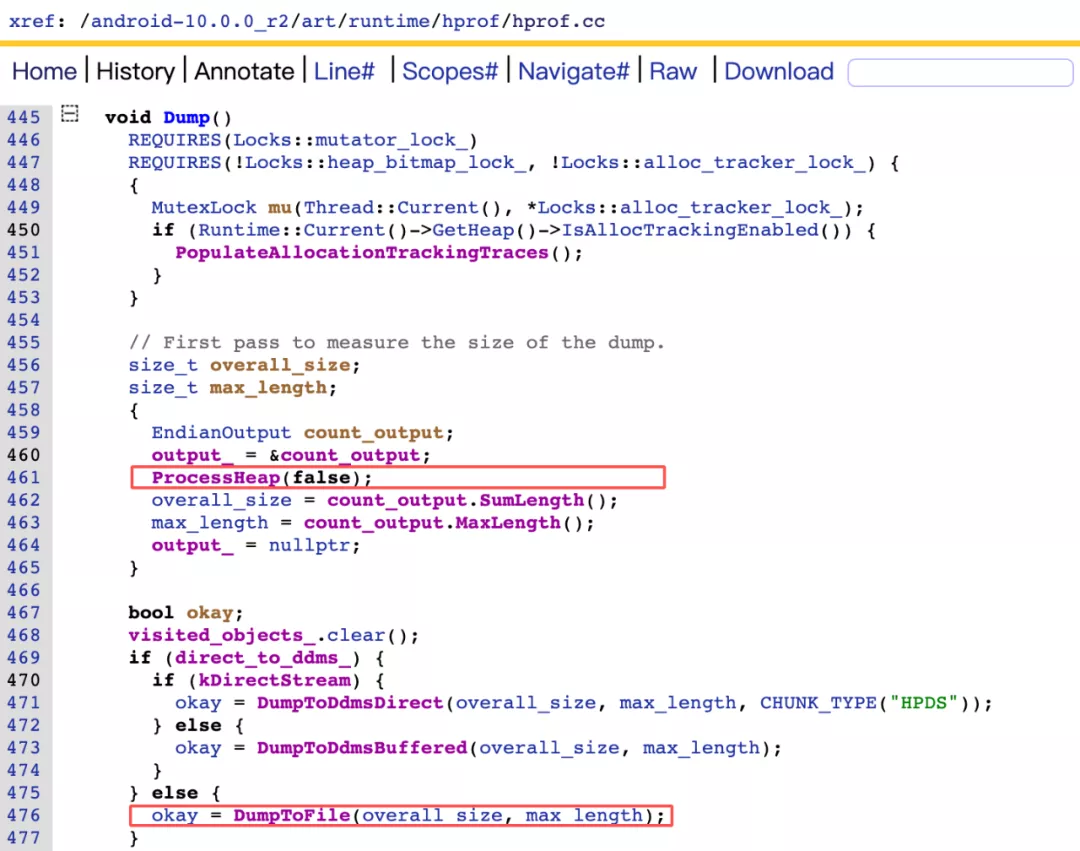 xref: /android-10.0.0_r2/art/runtime/hprof/hprof.cc
Home | History | Annotate | Line# | Scopes# | Navigate# | Raw | Download
445 void Dump()
446 REQUIRES(Locks::mutator_lock_)
447 REQUIRES(!Locks::heap_bitmap_lock_, !Locks::alloc_tracker_lock_) {
448 {
449 MutexLock mu(Thread::Current(), *Locks::alloc_tracker_lock_);
450 if (Runtime::Current()->GetHeap()->IsAllocTrackingEnabled()) {
451 PopulateAllocationTrackingTraces();
452 }
453 }
454
455 // First pass to measure the size of the dump.
456 size_t overall_size;
457 size_t max_length;
458 {
459 EndianOutput count_output;
460 output_ = &count_output;
461 ProcessHeap(false);
462 overall_size = count_output.SumLength();
463 max_length = count_output.MaxLength();
464 output_ = nullptr;
465 }
466
467 bool okay;
468 visited_objects_.clear();
469 if (direct_to_ddms_) {
470 if (kDirectStream) {
471 okay = DumpToDdmsDirect(overall_size, max_length, CHUNK_TYPE("HPDS"));
472 } else {
473 okay = DumpToDdmsBuffered(overall_size, max_length);
474 }
475 } else {
476 okay = DumpToFile(overall_size, max_length);
477 }